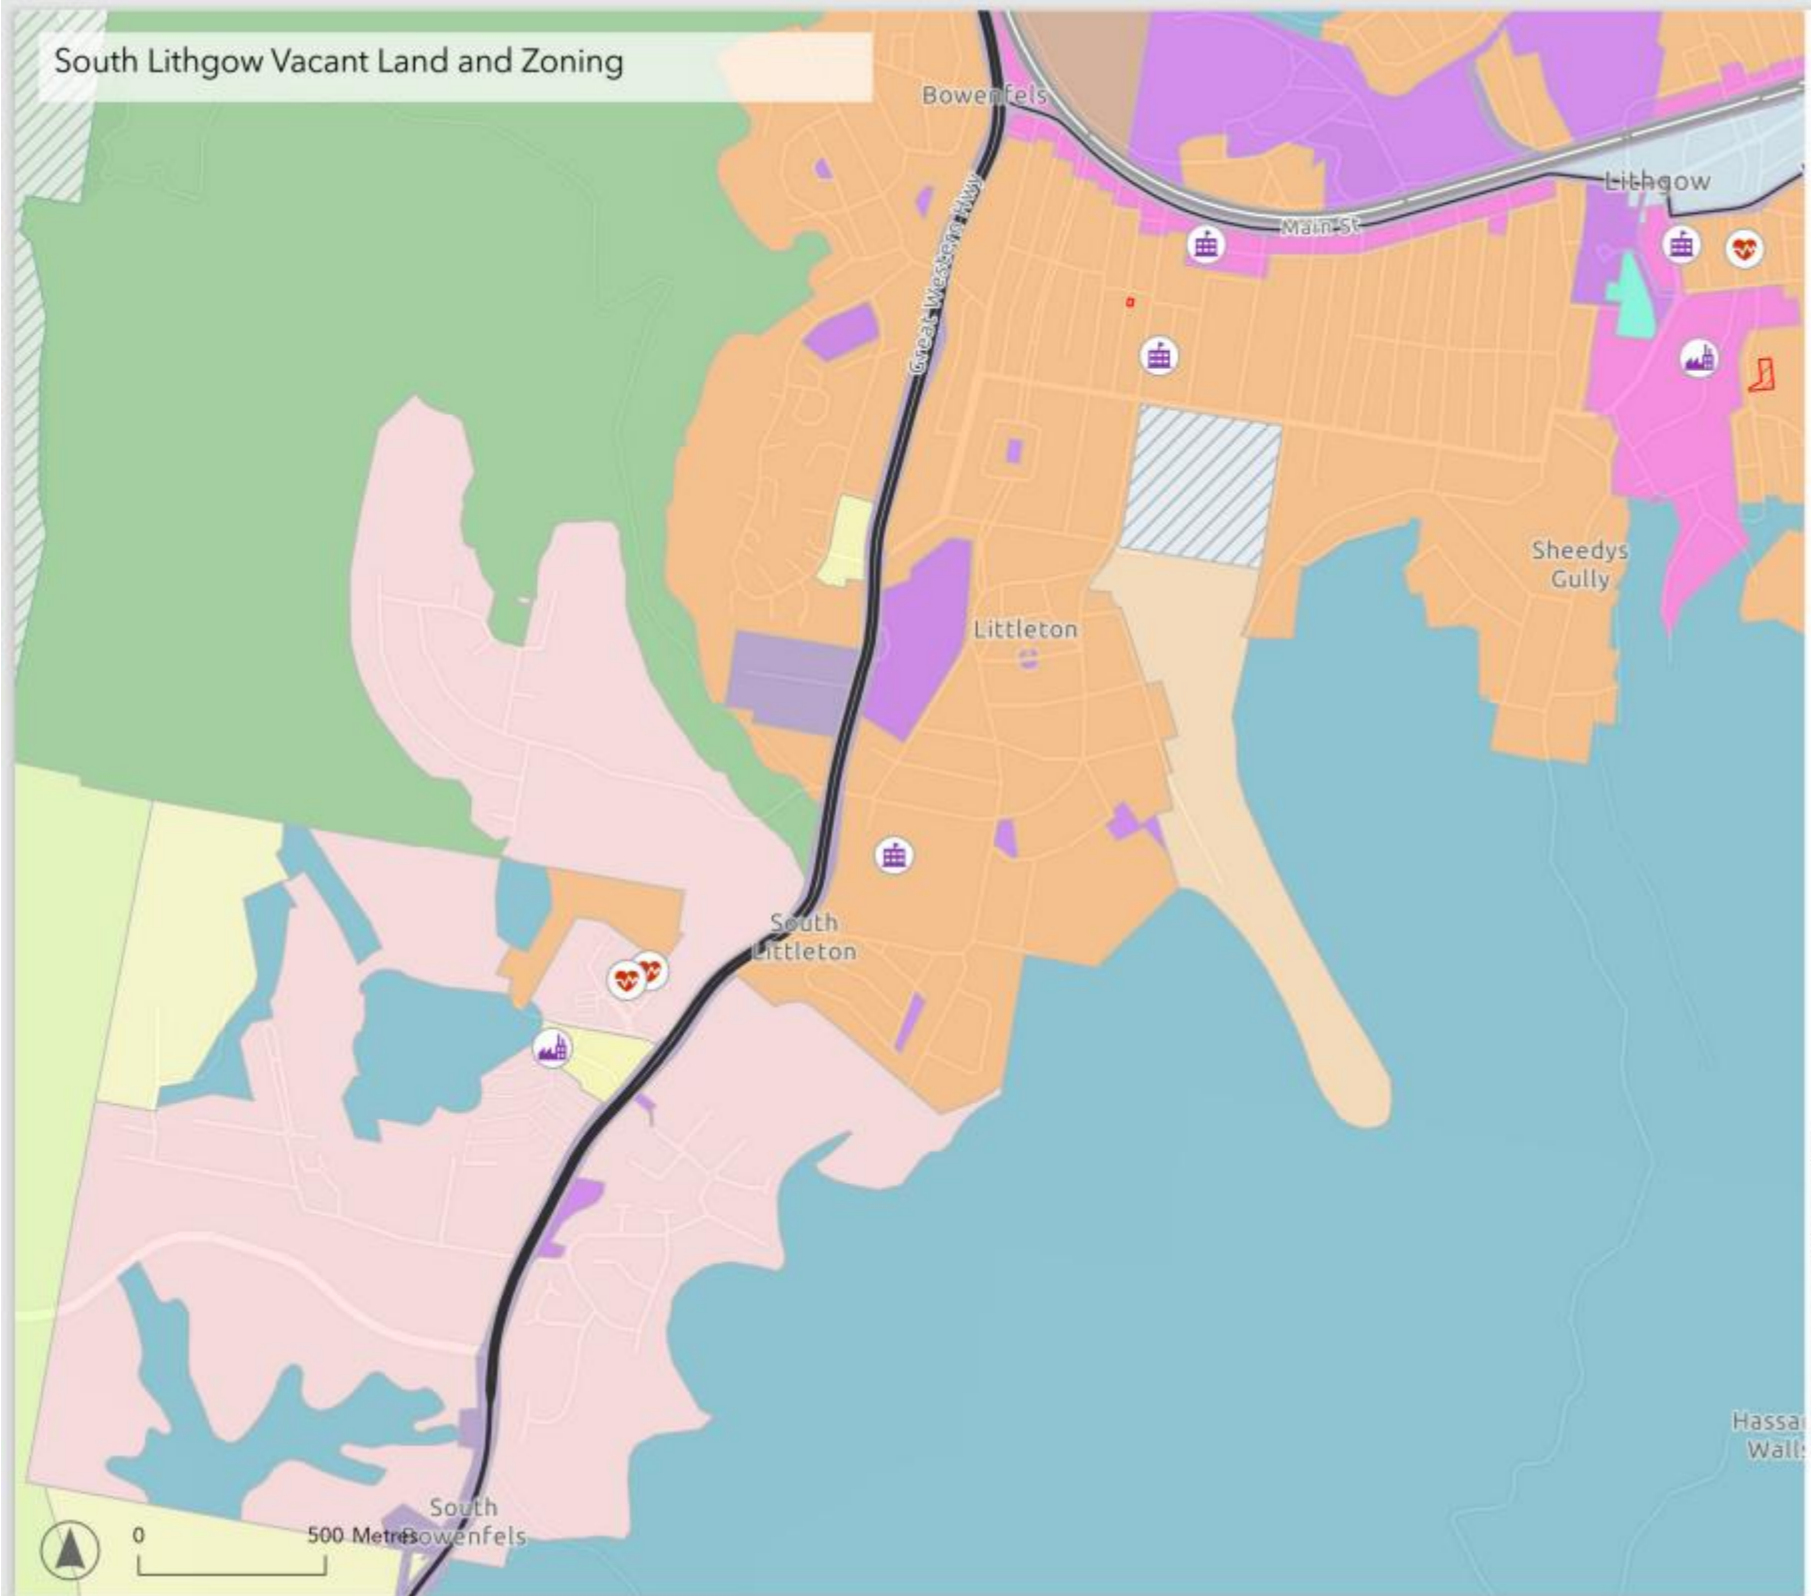 South Lithgow Vacant Land and Zoning
Bowenfels
Lithgow
Main St
Great Western Hwy
Sheedys
Gully
Littleton
South
Littleton
Hassa
Walls
South
Bowenfels
0
500 Metres